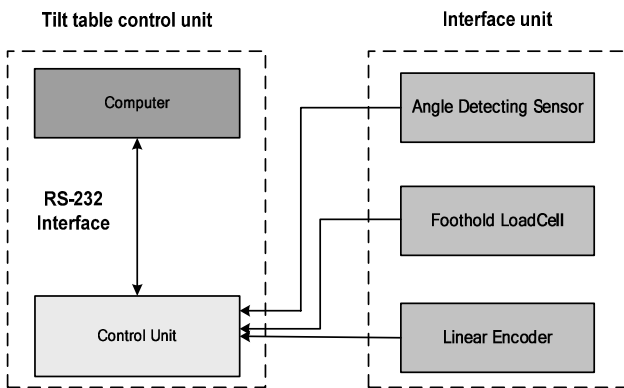 Tilt table control unit
Computer
RS-232
Interface
Control Unit
Interface unit
Angle Detecting Sensor
Foothold LoadCell
Linear Encoder